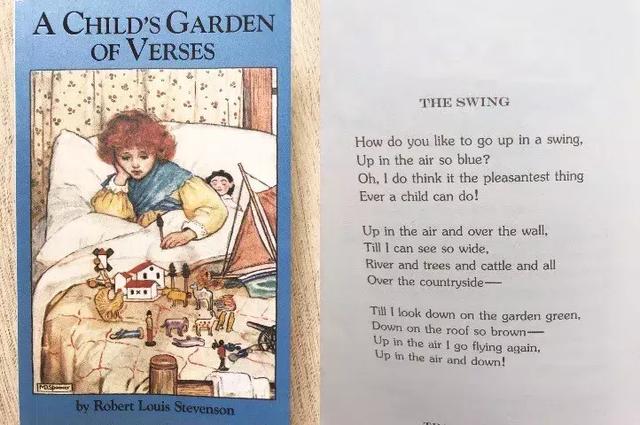 A CHILD'S GARDEN
OF VERSES
by Robert Louis Stevenson
THE SWING
How do you like to go up in a swing,
Up in the air so blue?
Oh, I do think it the pleasantest thing
Ever a child can do!
Up in the air and over the wall,
Till I can see so wide,
River and trees and cattle and all
Over the countryside—
Till I look down on the garden green,
Down on the roof so brown—
Up in the air I go flying again,
Up in the air and down!